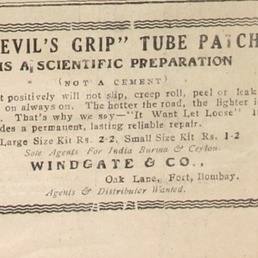 EVIL'S GRIP" TUBE PATCH
IS A SCIENTIFIC PREPARATION
(NOT A CEMENT)
t positively will not slip, creep roll, peel or leak
on always on. The hotter the road, the lighter i
. That's why we say—"It Want Let Loose" I
des a permanent, lasting reliable repair.
Large Size Kit Rs. 2-2, Small Size Kit Rs. 1-2
Sole Agents For India Burma & Ceylon.
WINDGATE & CO.,
Oak Lane, Fort, Bombay.
Agents & Distributor Wanted.